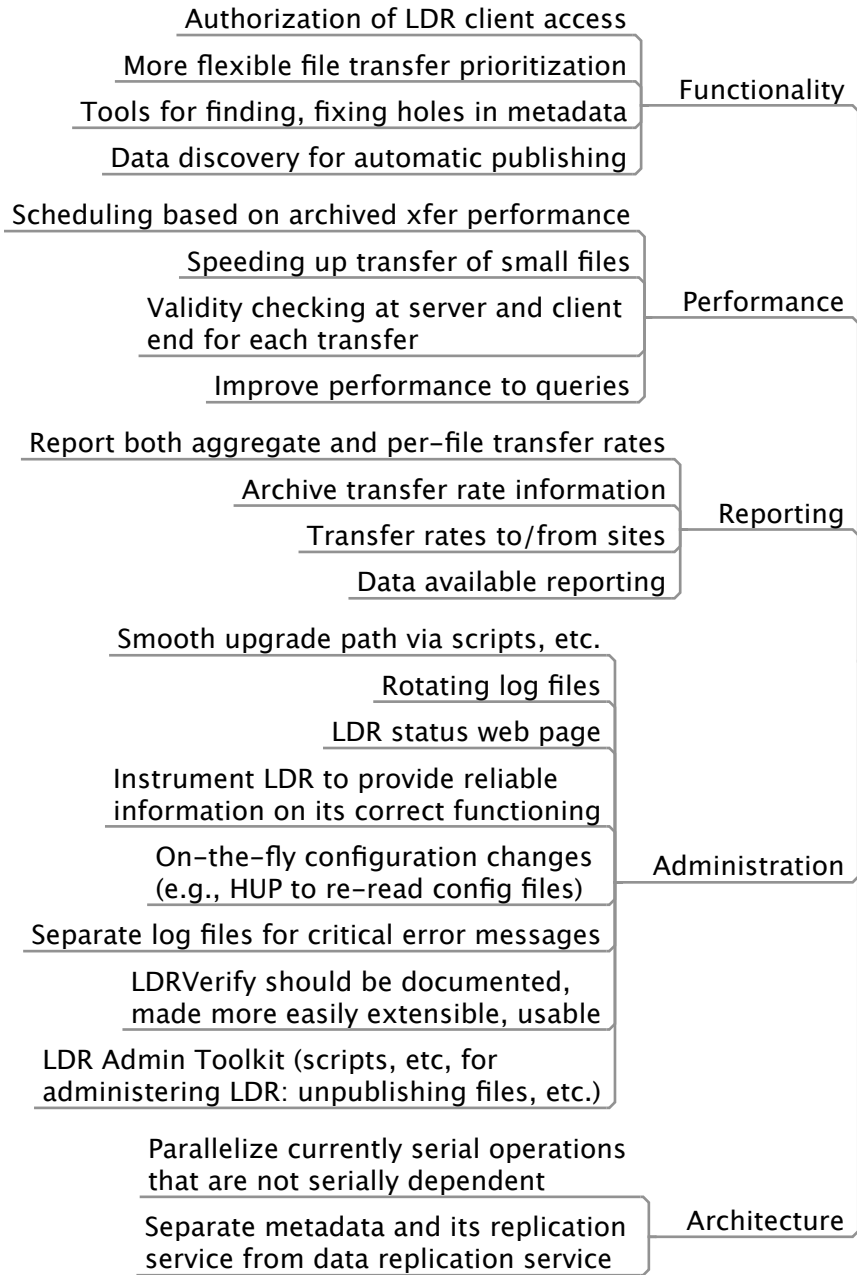 Authorization of LDR client access
More flexible file transfer prioritization
Tools for finding, fixing holes in metadata
Data discovery for automatic publishing
Functionality
Scheduling based on archived xfer performance
Speeding up transfer of small files
Validity checking at server and client
end for each transfer
Improve performance to queries
Performance
Report both aggregate and per-file transfer rates
Archive transfer rate information
Transfer rates to/from sites
Data available reporting
Reporting
Smooth upgrade path via scripts, etc.
Rotating log files
LDR status web page
Instrument LDR to provide reliable
information on its correct functioning
On-the-fly configuration changes
(e.g., HUP to re-read config files)
Separate log files for critical error messages
LDRVerify should be documented,
made more easily extensible, usable
LDR Admin Toolkit (scripts, etc, for
administering LDR: unpublishing files, etc.)
Administration
Parallelize currently serial operations
that are not serially dependent
Separate metadata and its replication
service from data replication service
Architecture